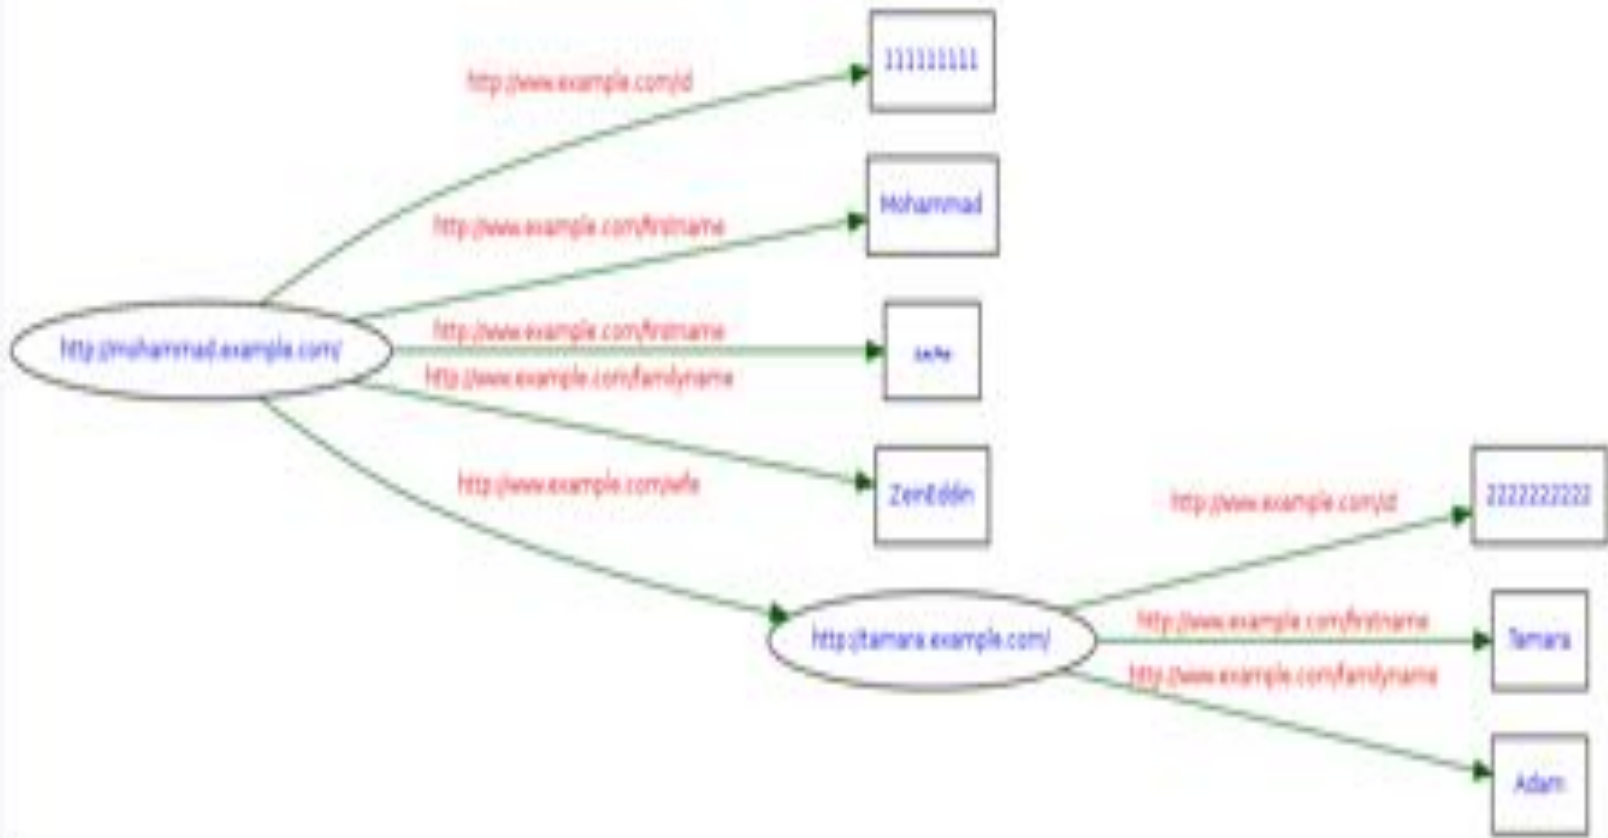 http://www.example.com/id
http://www.example.com/firstname
Mohammad
http://mohammad.example.com/
http://www.example.com/firstname
http://www.example.com/familyname
ZeinEddin
http://www.example.com/wife
http://tamara.example.com/
http://www.example.com/id
2222222222
http://www.example.com/firstname
Tamara
http://www.example.com/familyname
Adam